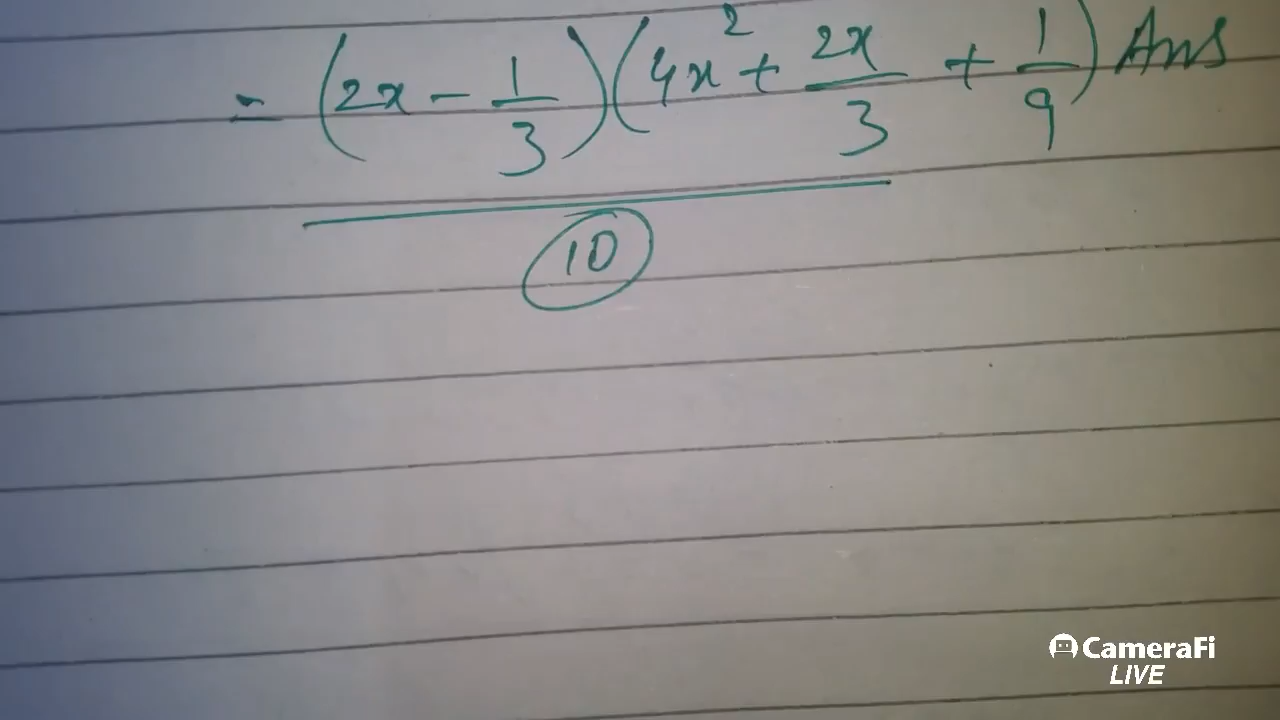 = (2x - 1/3)(4x² + 2x/3 + 1/9) Ans
10
CameraFi
LIVE